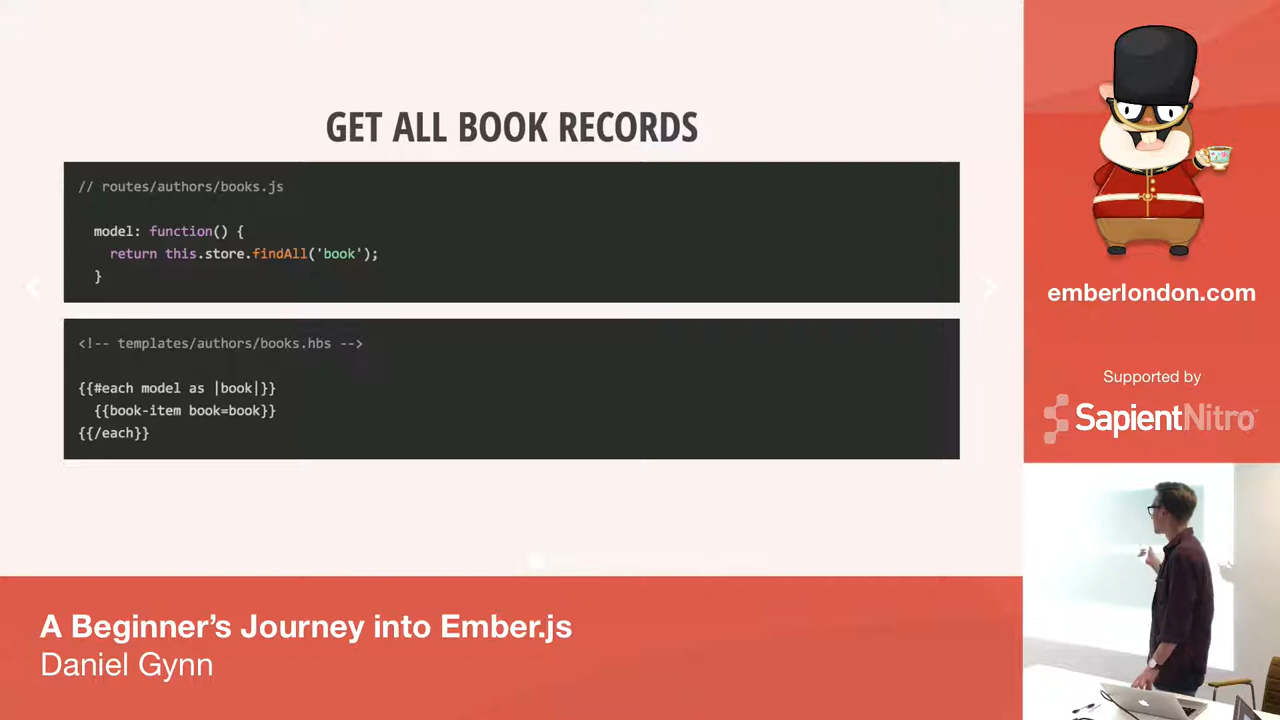 GET ALL BOOK RECORDS
// routes/authors/books.js
model: function() {
return this.store.findAll('book');
}
<!-- templates/authors/books.hbs -->
{{#each model as |book|}}
{{book-item book=book}}
{{/each}}
emberlondon.com
Supported by
SapientNitro
A Beginner’s Journey into Ember.js
Daniel Gynn